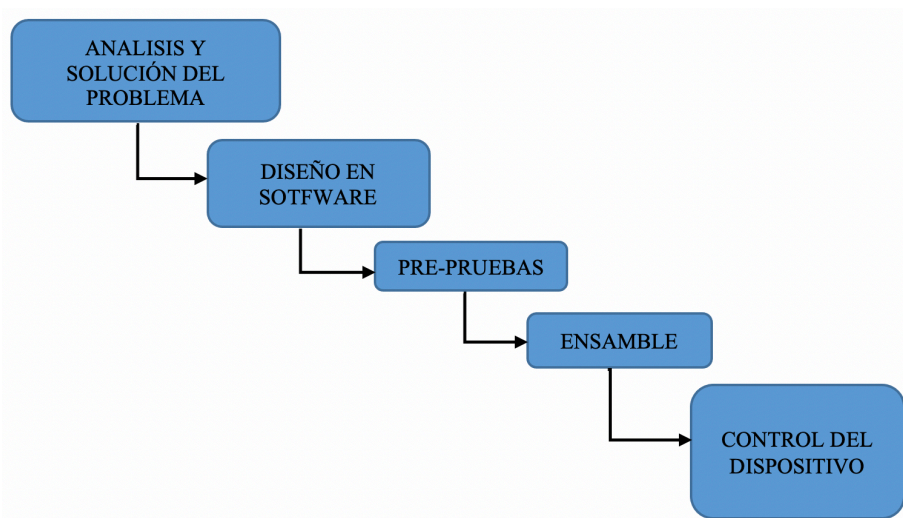 ANALISIS Y
SOLUCIÓN DEL
PROBLEMA
DISEÑO EN
SOTFWARE
PRE-PRUEBAS
ENSAMBLE
CONTROL DEL
DISPOSITIVO